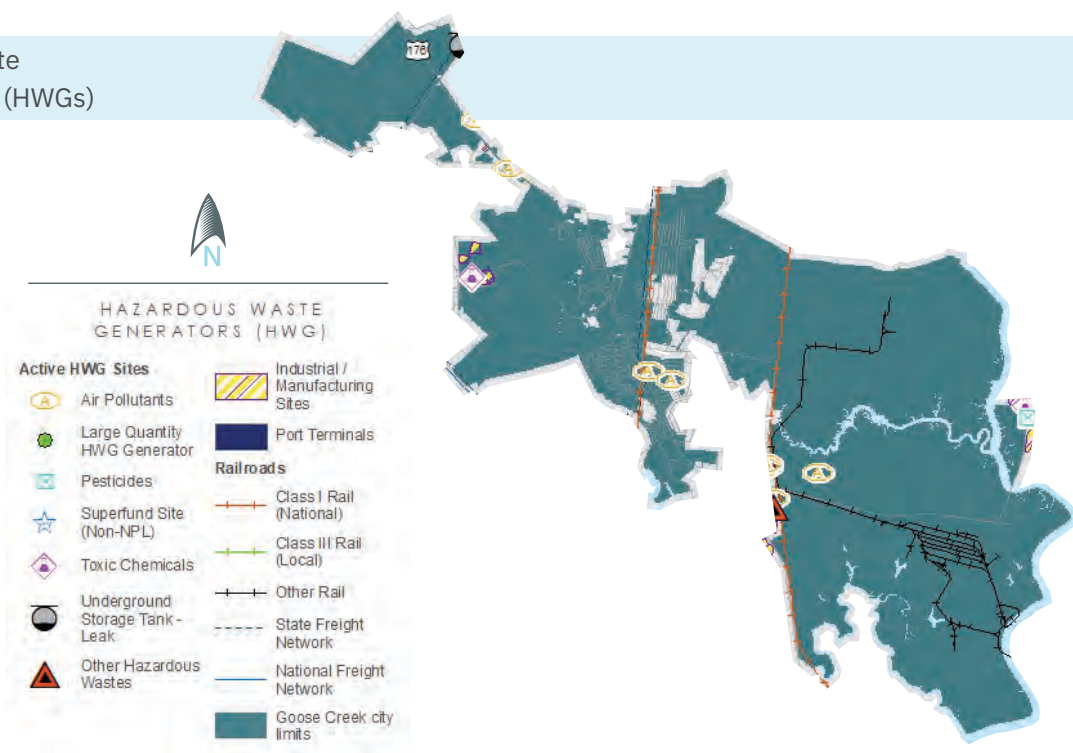 te
(HWGs)
176
N
HAZARDOUS WASTE
GENERATORS (HWG)
Active HWG Sites
A
Air Pollutants
Large Quantity
HWG Generator
Pesticides
Superfund Site
(Non-NPL)
Toxic Chemicals
Underground
Storage Tank -
Leak
Other Hazardous
Wastes
Industrial /
Manufacturing
Sites
Port Terminals
Railroads
Class I Rail
(National)
Class III Rail
(Local)
Other Rail
State Freight
Network
National Freight
Network
Goose Creek city
limits
A
A
A
A